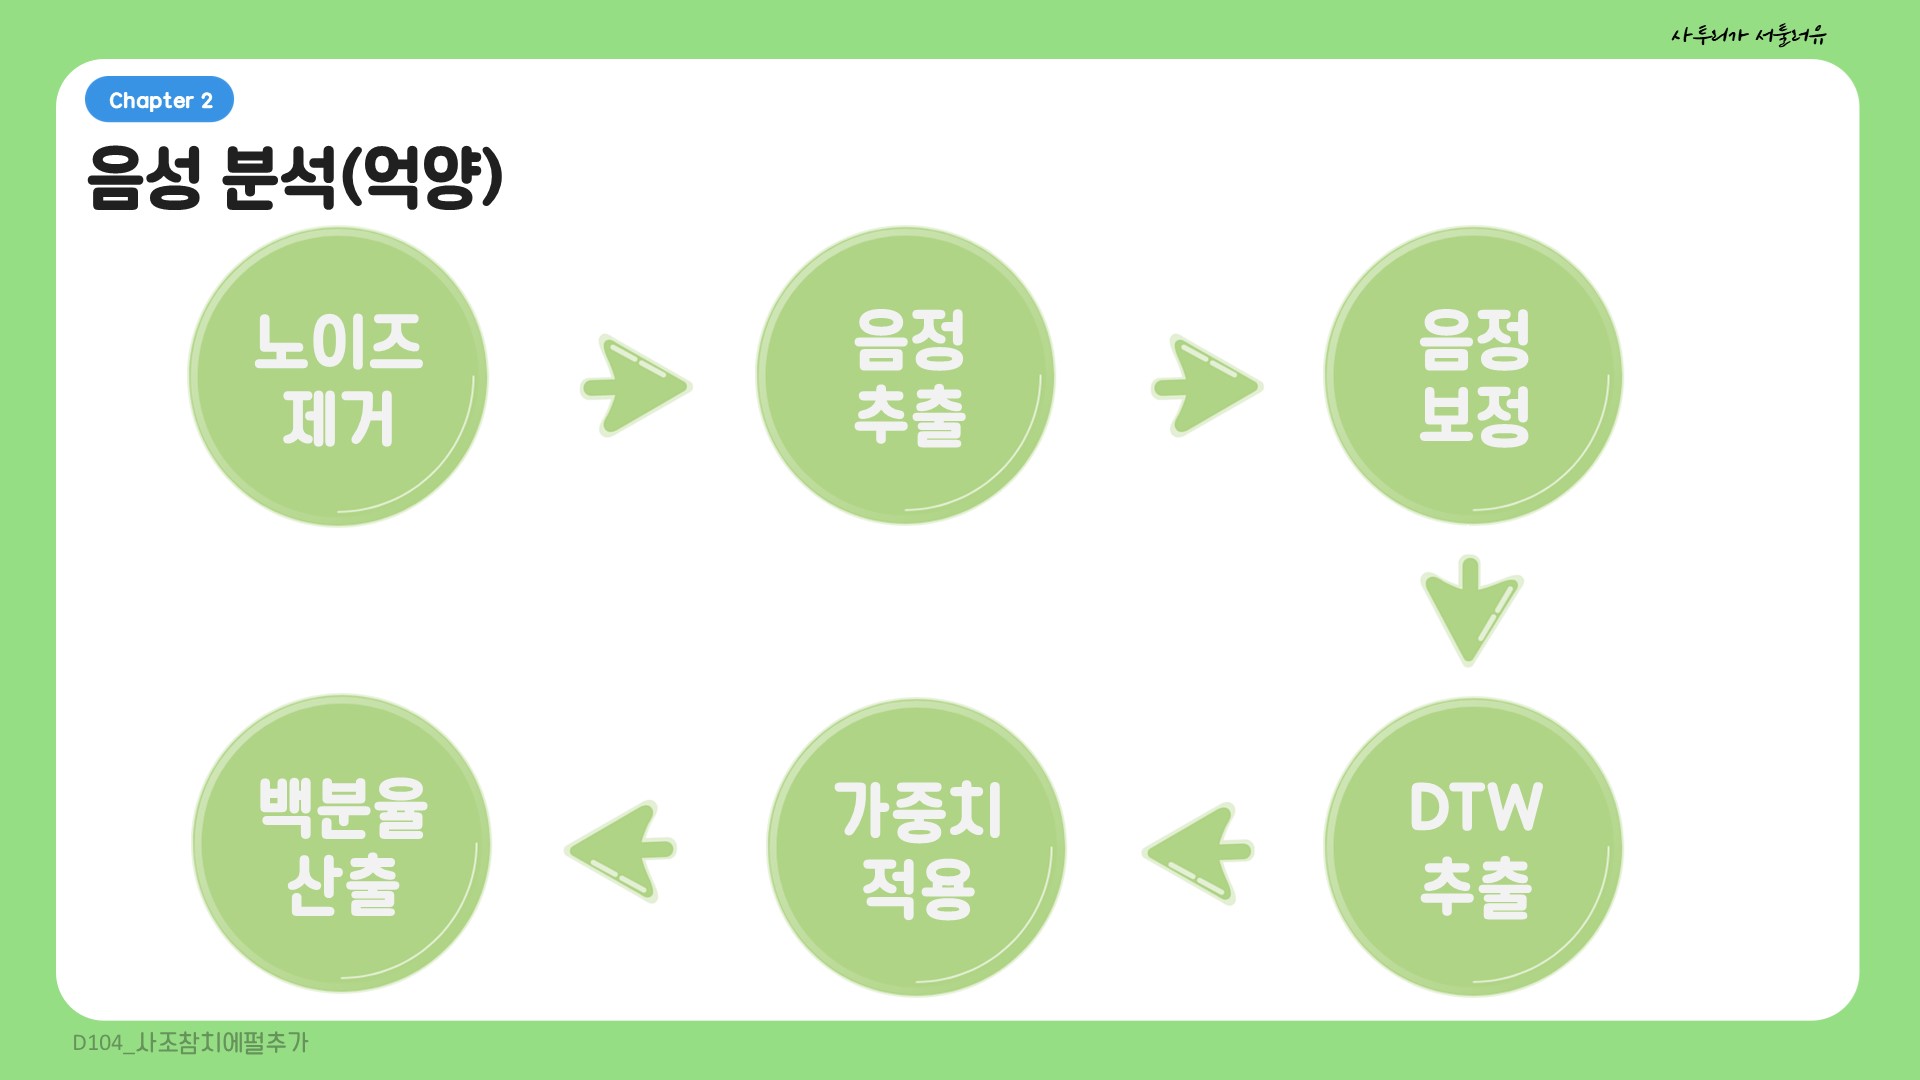 사투리가 서툴러유
Chapter 2
음성 분석(억양)
노이즈
제거
음정
추출
음정
보정
DTW
추출
가중치
적용
백분율
산출
D104_사조참치에펄추가